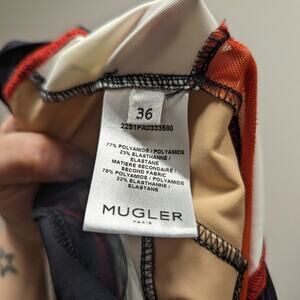 36
22S1PA0333580
77% POLYAMIDE / POLYAMIDE
23% ELASTHANNE /
ELASTANE
MATIERE SECONDAIRE /
SECOND FABRIC
78% POLYAMIDE / POLYAMIDE
22% ELASTHANNE /
ELASTANE
MUGLER
PARIS